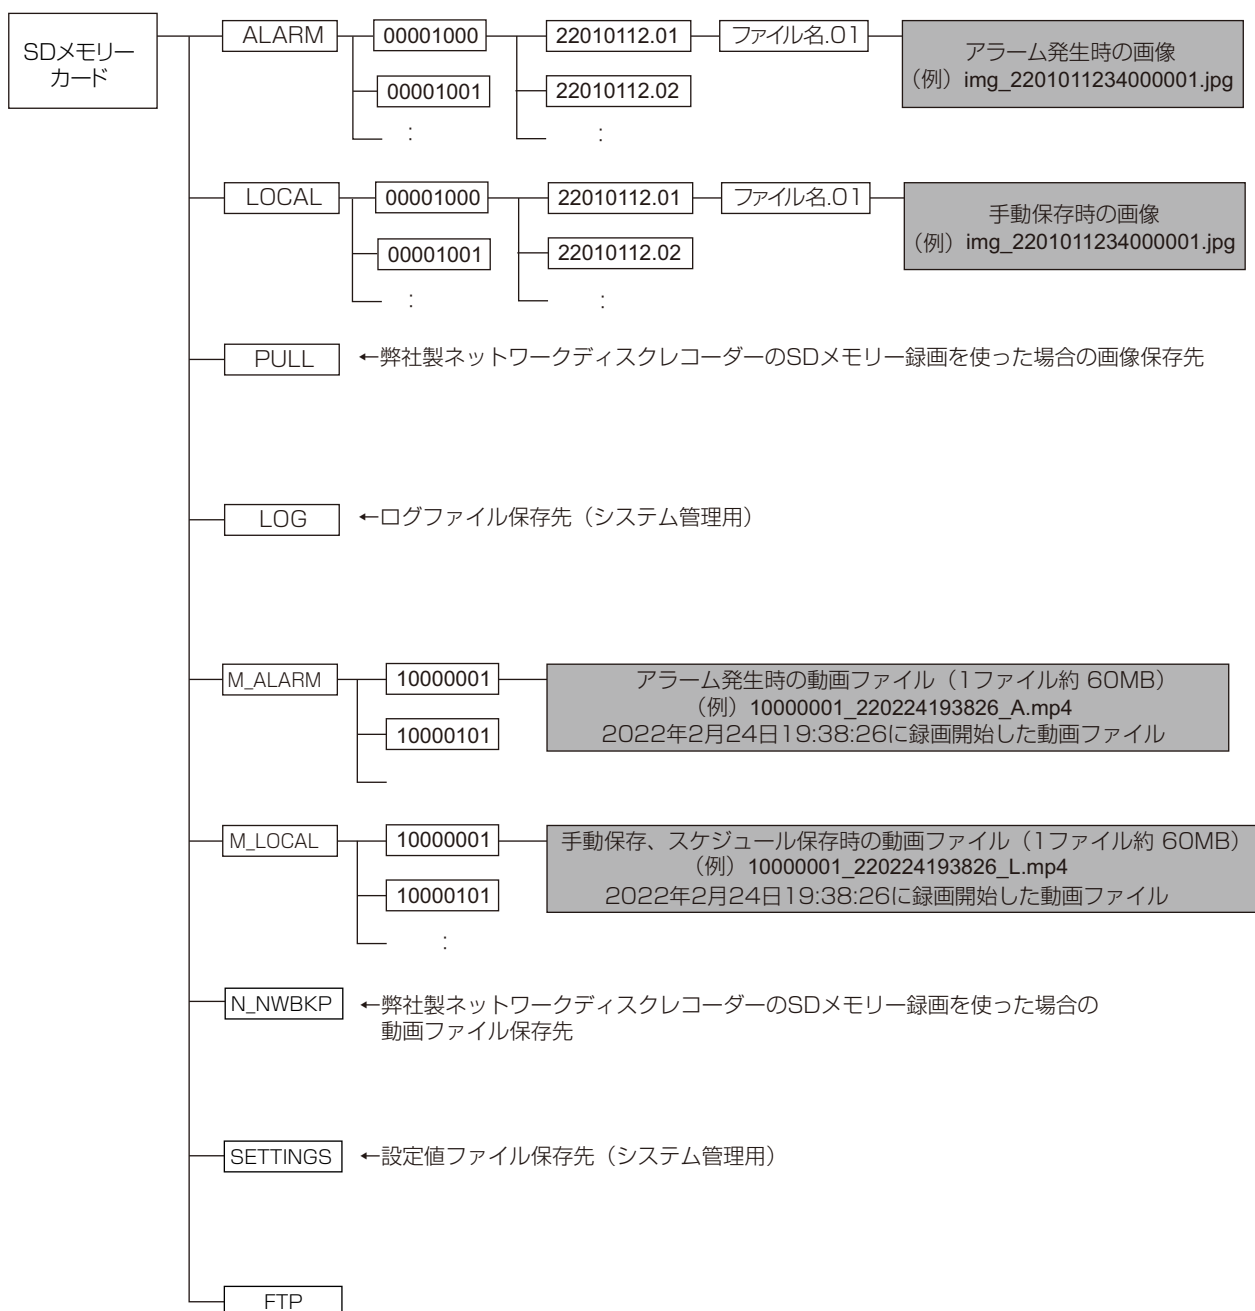 SDメモリー
カード
ALARM
00001000
22010112.01
ファイル名.01
アラーム発生時の画像
(例)img_2201011234000001.jpg
00001001
22010112.02
:
:
LOCAL
00001000
22010112.01
ファイル名.01
手動保存時の画像
(例)img_2201011234000001.jpg
00001001
22010112.02
:
:
PULL
←弊社製ネットワークディスクレコーダーのSDメモリー録画を使った場合の画像保存先
LOG
←ログファイル保存先(システム管理用)
M_ALARM
10000001
アラーム発生時の動画ファイル(1ファイル約 60MB)
(例)10000001_220224193826_A.mp4
2022年2月24日19:38:26に録画開始した動画ファイル
10000101
M_LOCAL
10000001
手動保存、スケジュール保存時の動画ファイル(1ファイル約 60MB)
(例)10000001_220224193826_L.mp4
2022年2月24日19:38:26に録画開始した動画ファイル
10000101
:
N_NWBKP
←弊社製ネットワークディスクレコーダーのSDメモリー録画を使った場合の
動画ファイル保存先
SETTINGS
←設定値ファイル保存先(システム管理用)
FTP